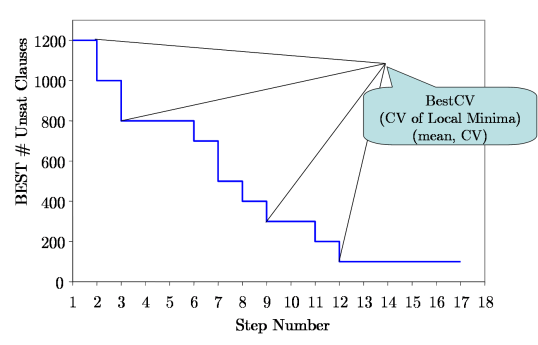 BEST # Unsat Clauses
1200
1000
800
600
400
200
0
BestCV
(CV of Local Minima)
(mean, CV)
1 2 3 4 5 6 7 8 9 10 11 12 13 14 15 16 17 18
Step Number